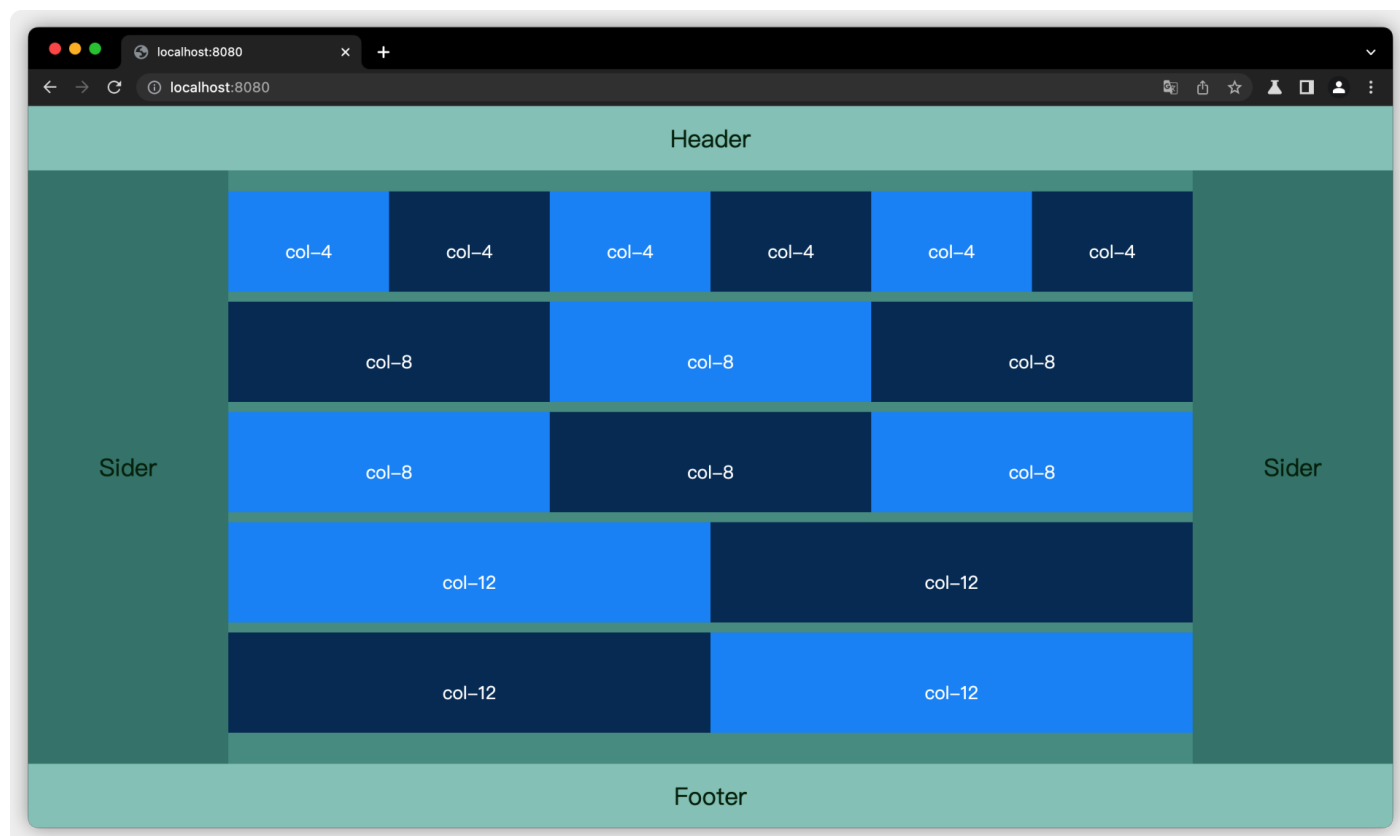 localhost:8080
localhost:8080
Header
col–4 col–4 col–4 col–4 col–4 col–4
col–8 col–8 col–8
Sider col–8 col–8 col–8 Sider
col–12 col–12
col–12 col–12
Footer